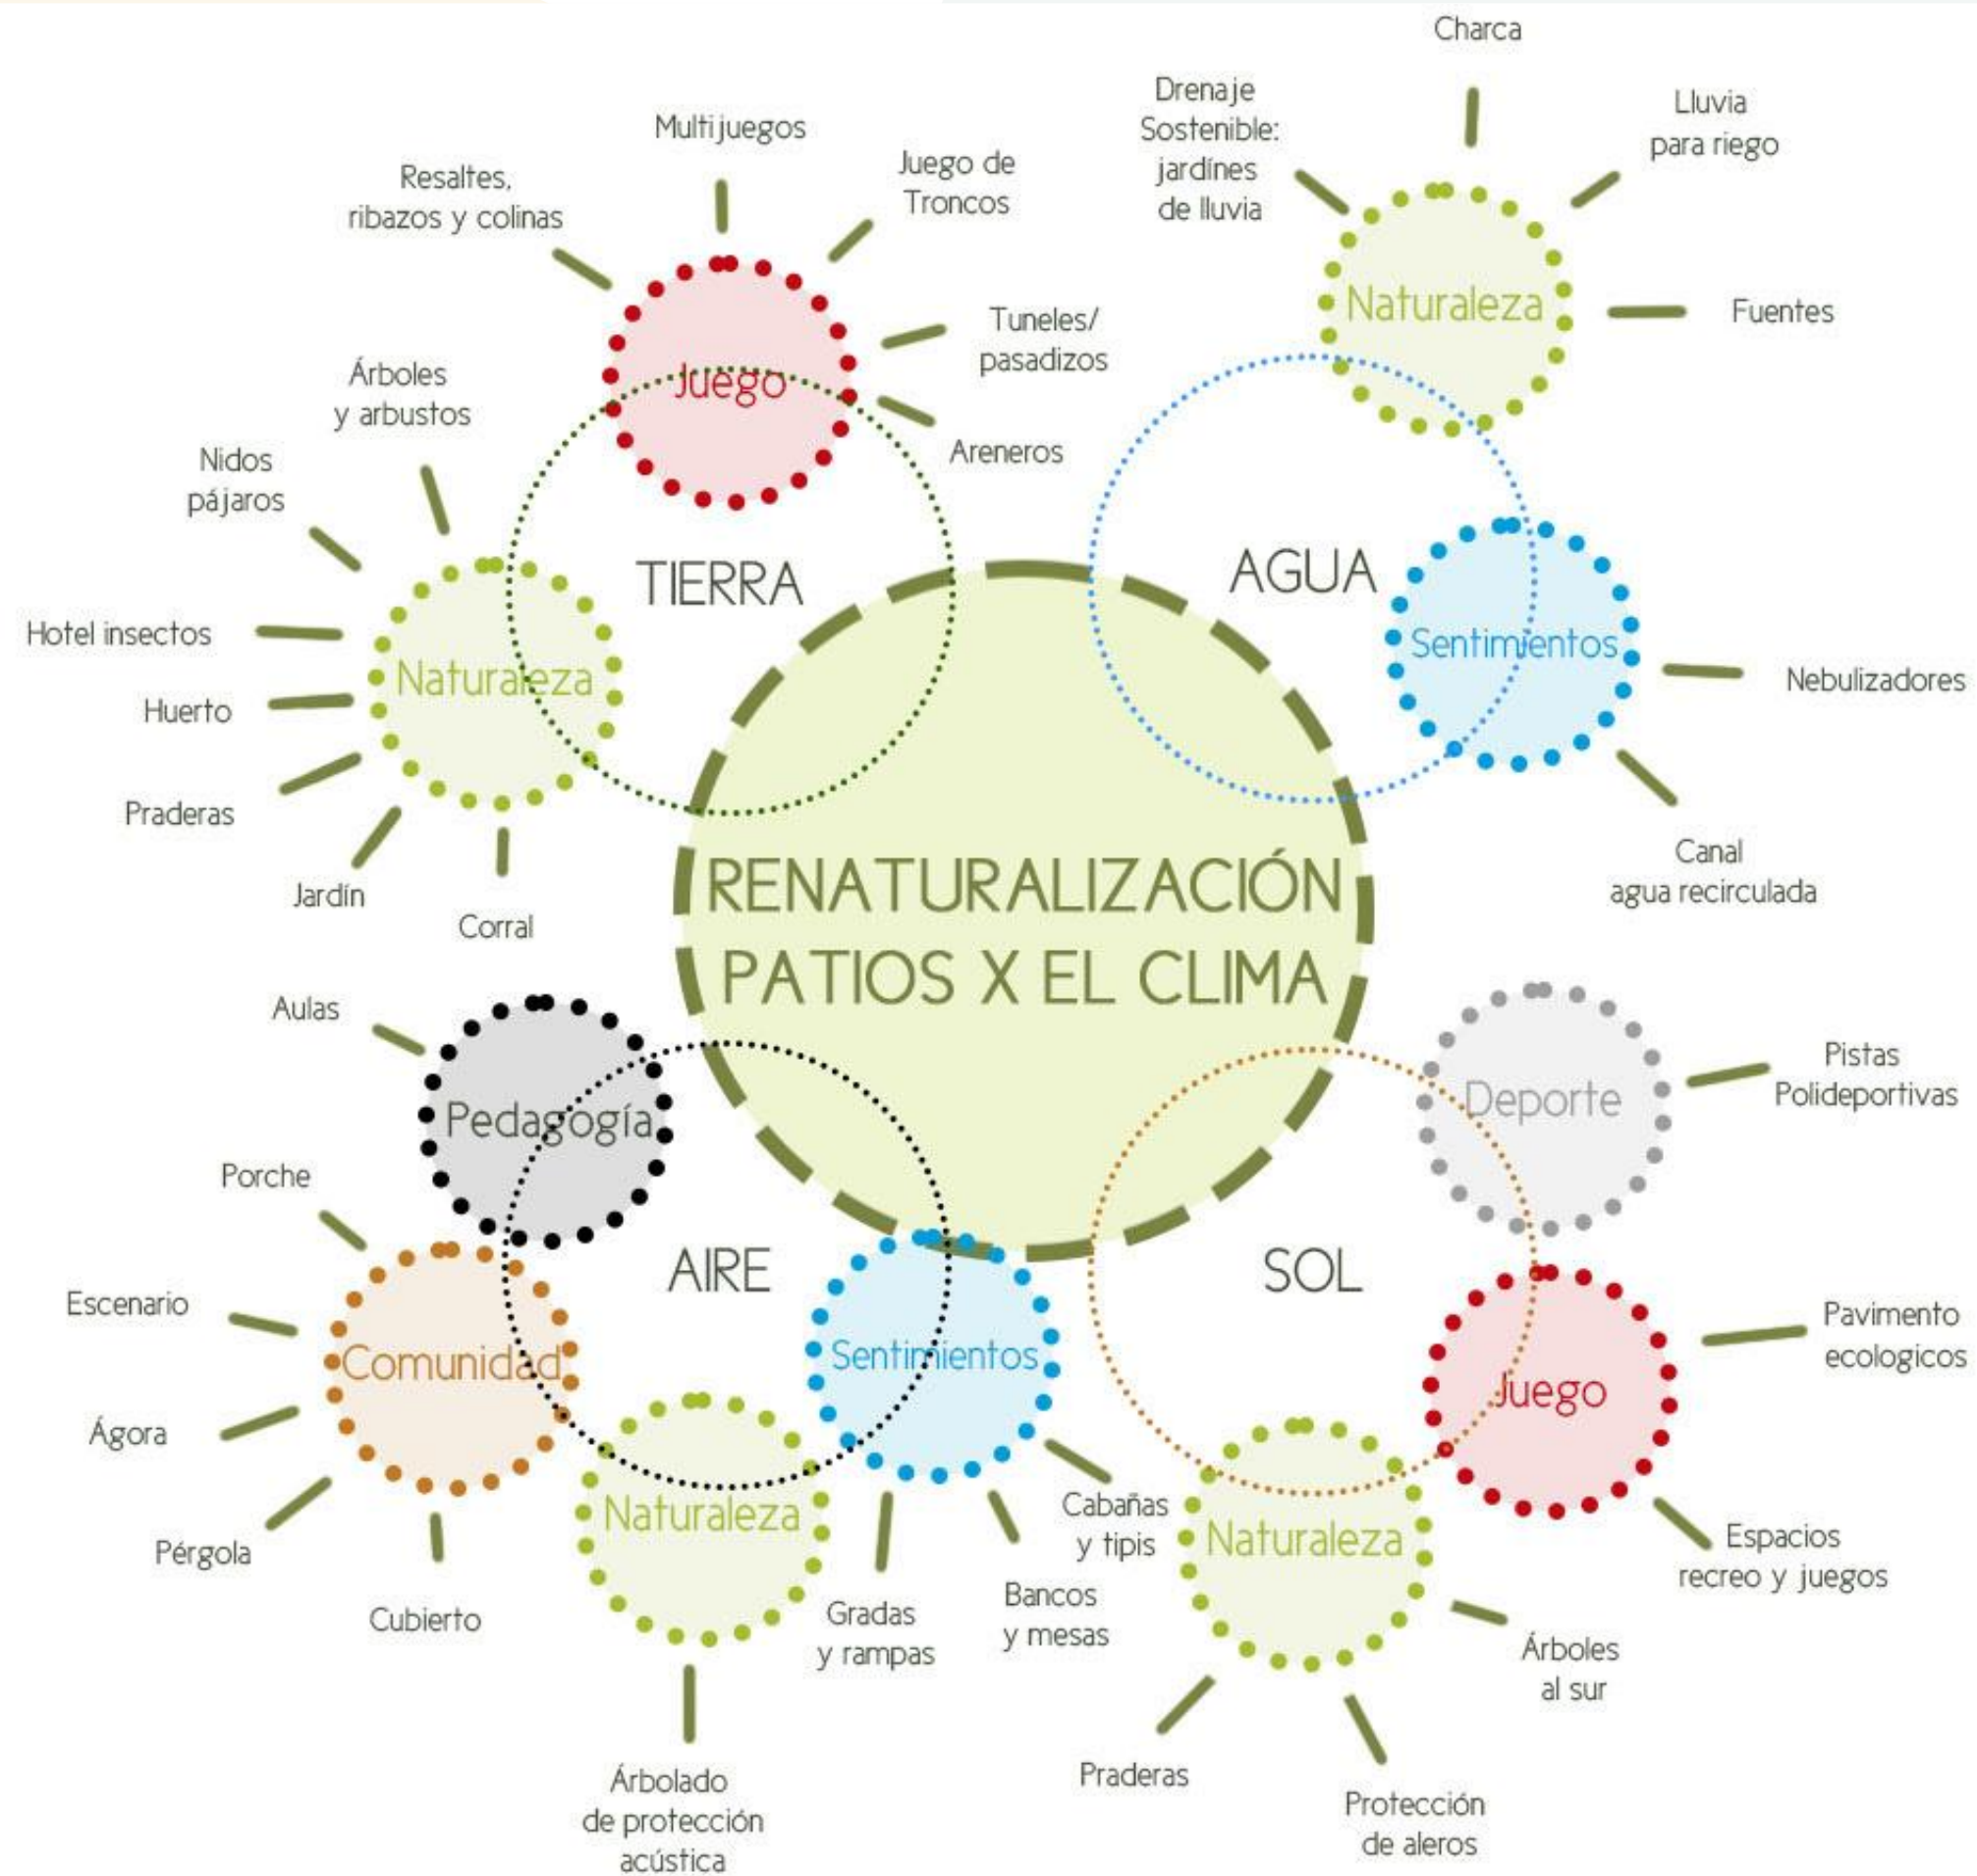 Charca
Drenaje
Sostenible:
jardínes
de lluvia
Lluvia
para riego
Fuentes
Naturaleza
AGUA
Sentimientos
Nebulizadores
Canal
agua recirculada
Multijuegos
Resaltes,
ribazos y colinas
Juego de
Troncos
Tuneles/
pasadizos
Areneros
Juego
TIERRA
Árboles
y arbustos
Nidos
pájaros
Hotel insectos
Huerto
Praderas
Jardín
Corral
Naturaleza
RENATURALIZACIÓN
PATIOS X EL CLIMA
Aulas
Pedagogía
Porche
Escenario
Ágora
Pérgola
Cubierto
Comunidad
AIRE
Sentimientos
Cabañas
y tipis
Bancos
y mesas
Gradas
y rampas
Naturaleza
Árbolado
de protección
acústica
SOL
Deporte
Pistas
Polideportivas
Juego
Pavimento
ecologicos
Espacios
recreo y juegos
Naturaleza
Árboles
al sur
Protección
de aleros
Praderas